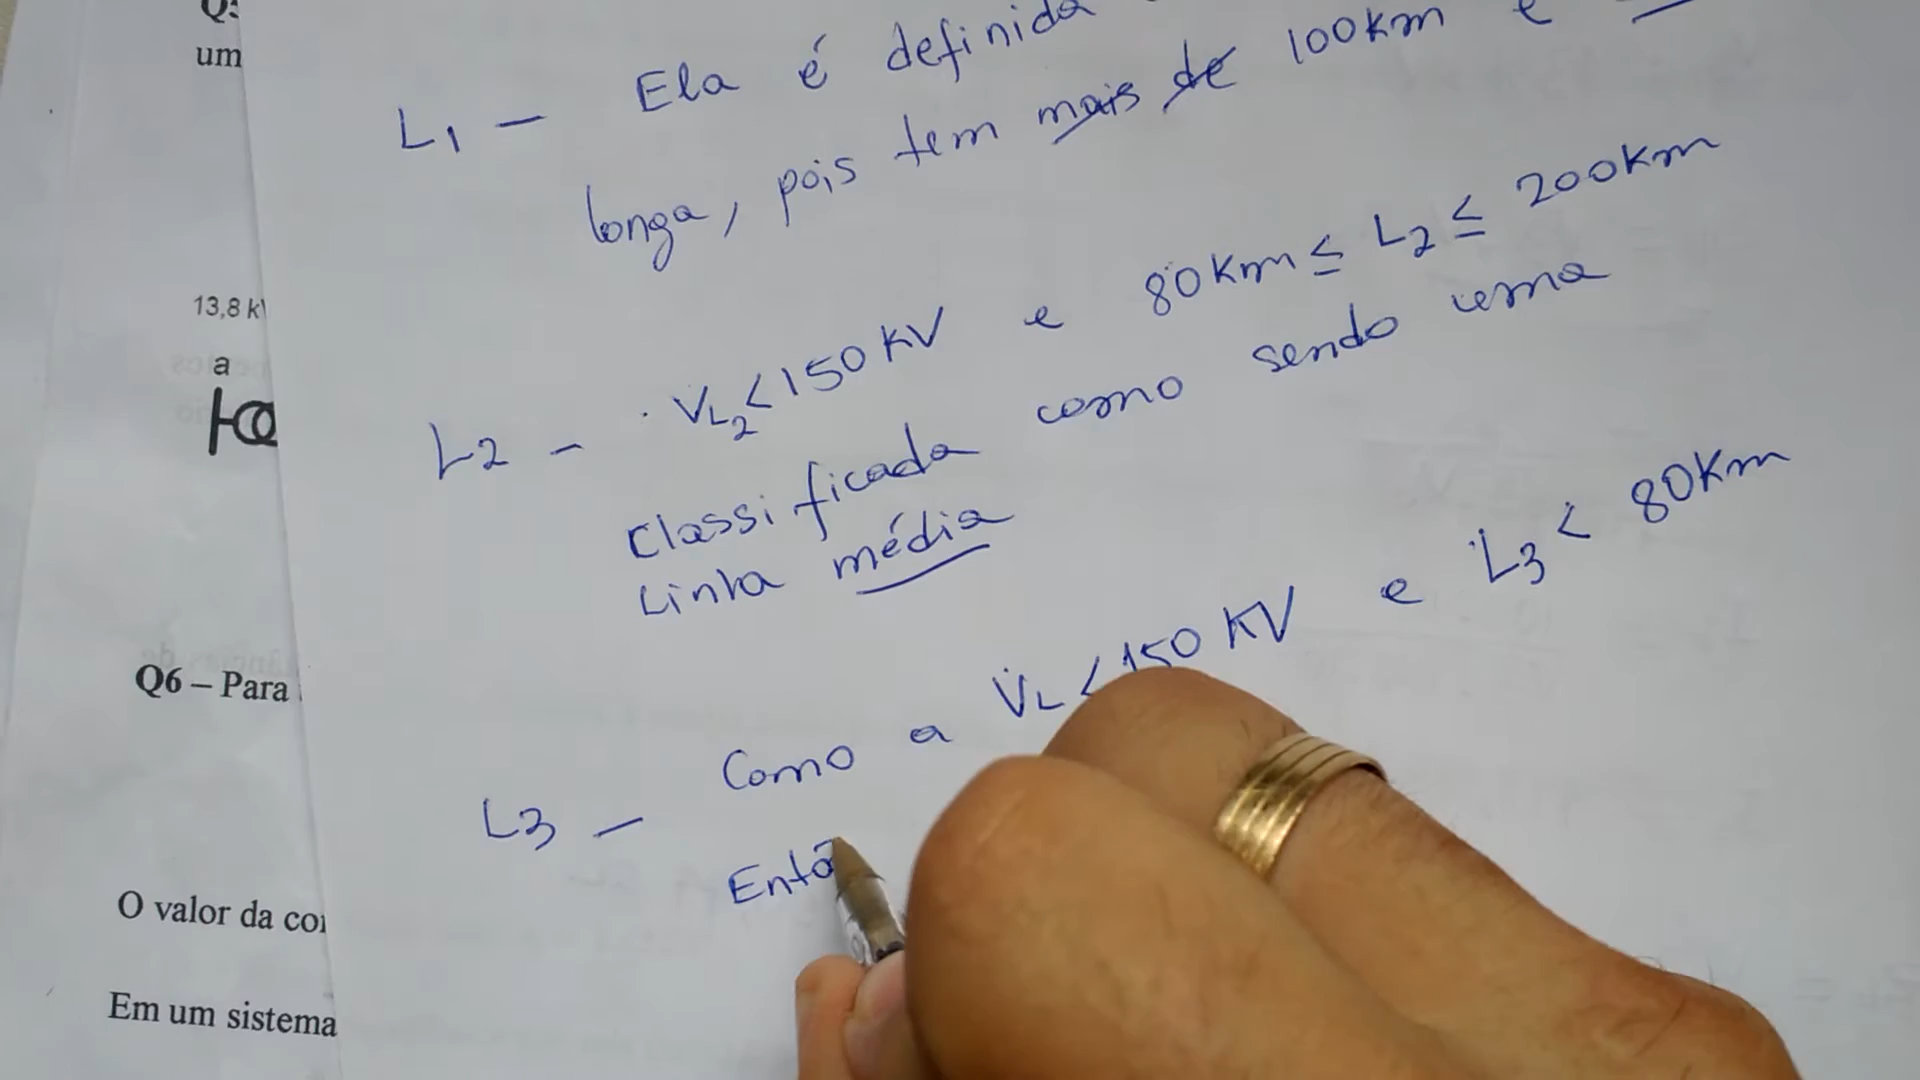 um
L1 — Ela é definida
longa, pois tem mais de 100km e
L2 — VL2 < 150 KV e 80km ≤ L2 ≤ 200km
Classificada como sendo uma
Linha média
L3 — Como a VL < 150 KV e L3 < 80Km
Entã
13,8 k
a
Q6 – Para
O valor da co
Em um sistema